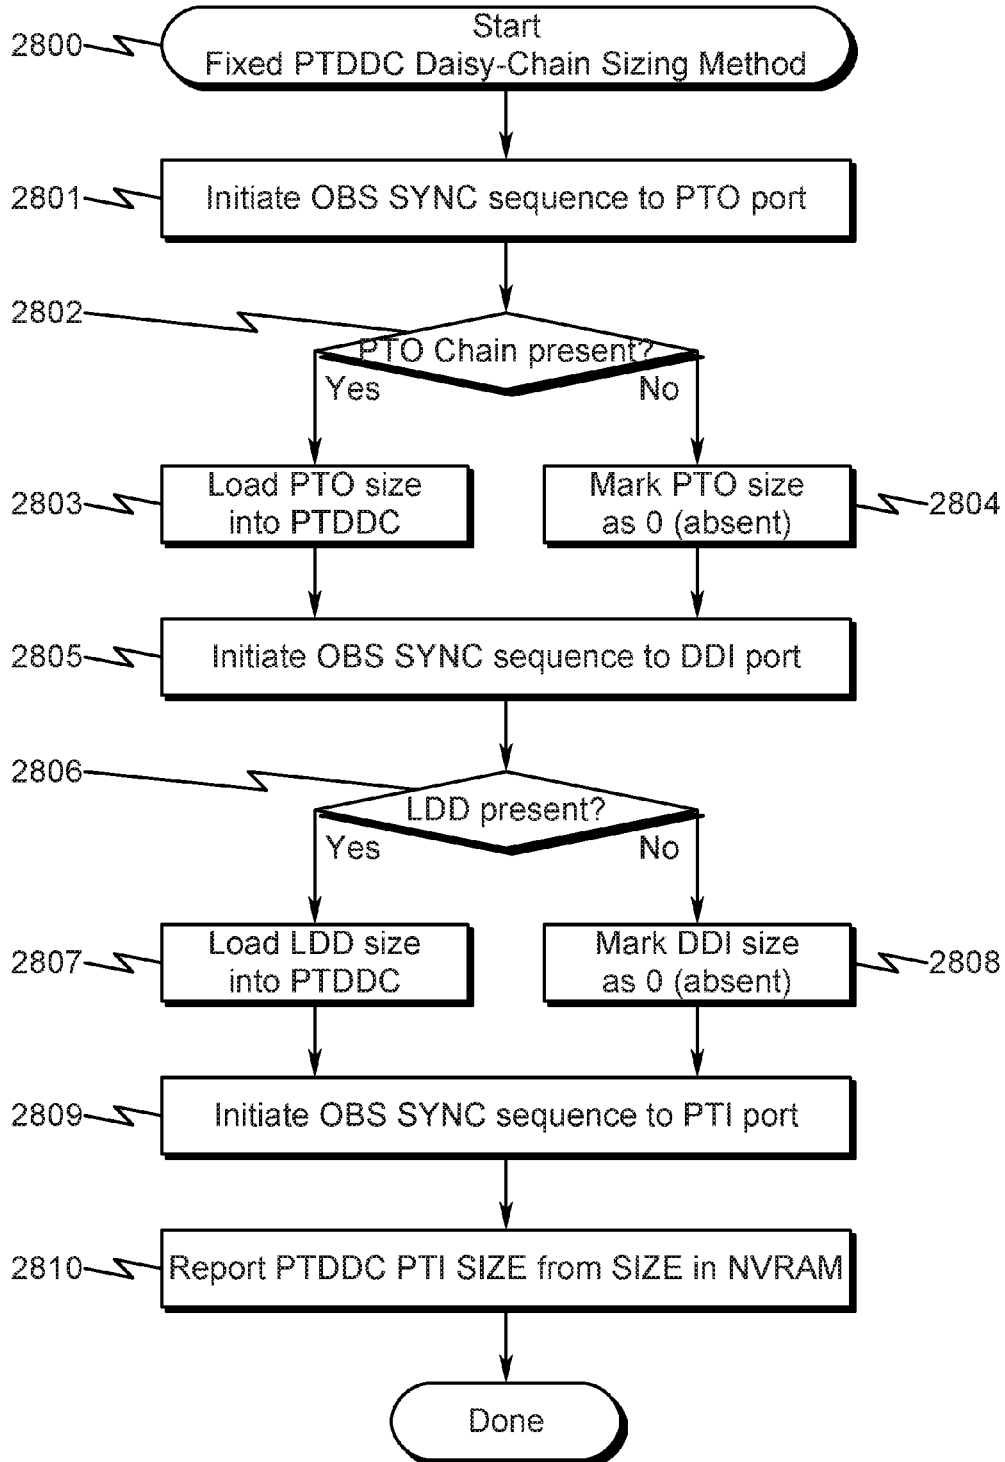 2800
Start
Fixed PTDDC Daisy-Chain Sizing Method
2801
Initiate OBS SYNC sequence to PTO port
2802
PTO Chain present?
Yes
No
2803
Load PTO size
into PTDDC
Mark PTO size
as 0 (absent)
2804
2805
Initiate OBS SYNC sequence to DDI port
2806
LDD present?
Yes
No
2807
Load LDD size
into PTDDC
Mark DDI size
as 0 (absent)
2808
2809
Initiate OBS SYNC sequence to PTI port
2810
Report PTDDC PTI SIZE from SIZE in NVRAM
Done